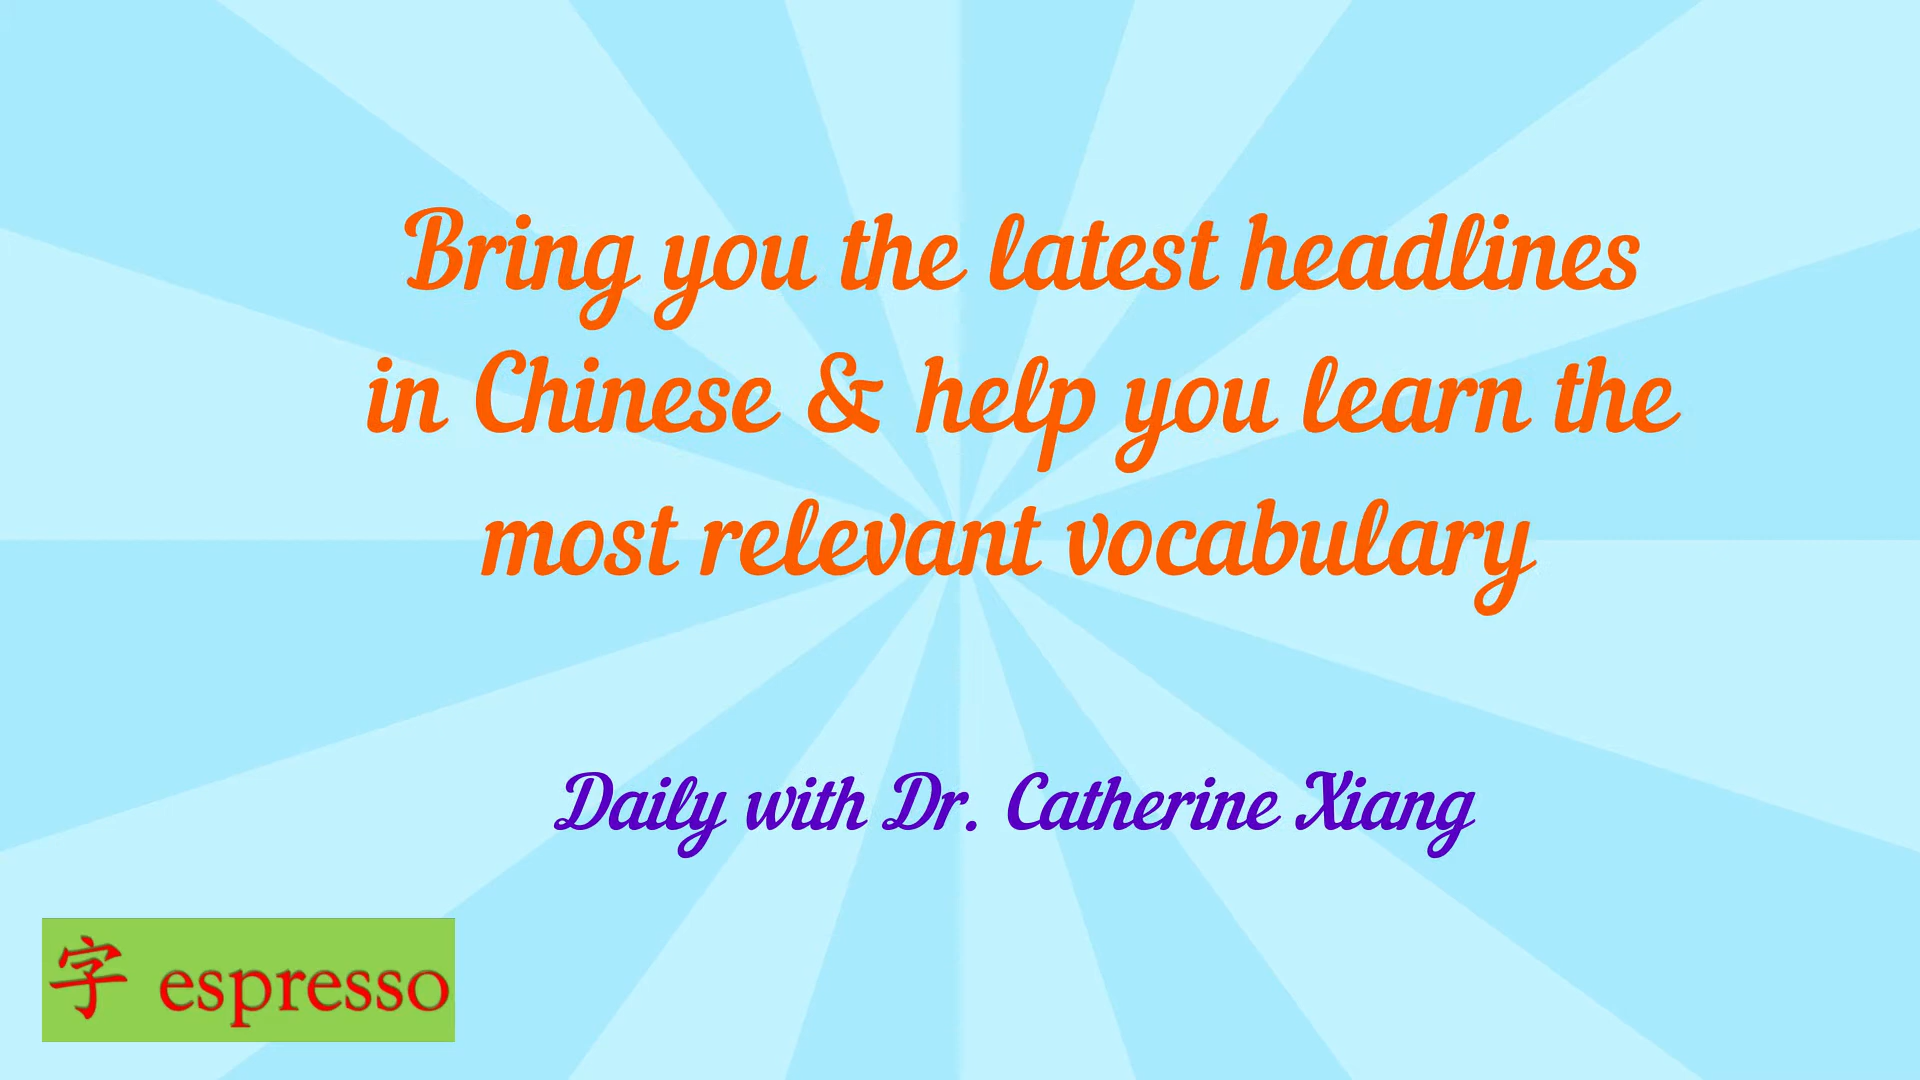 Bring you the latest headlines
in Chinese & help you learn the
most relevant vocabulary
Daily with Dr. Catherine Xiang
字 espresso